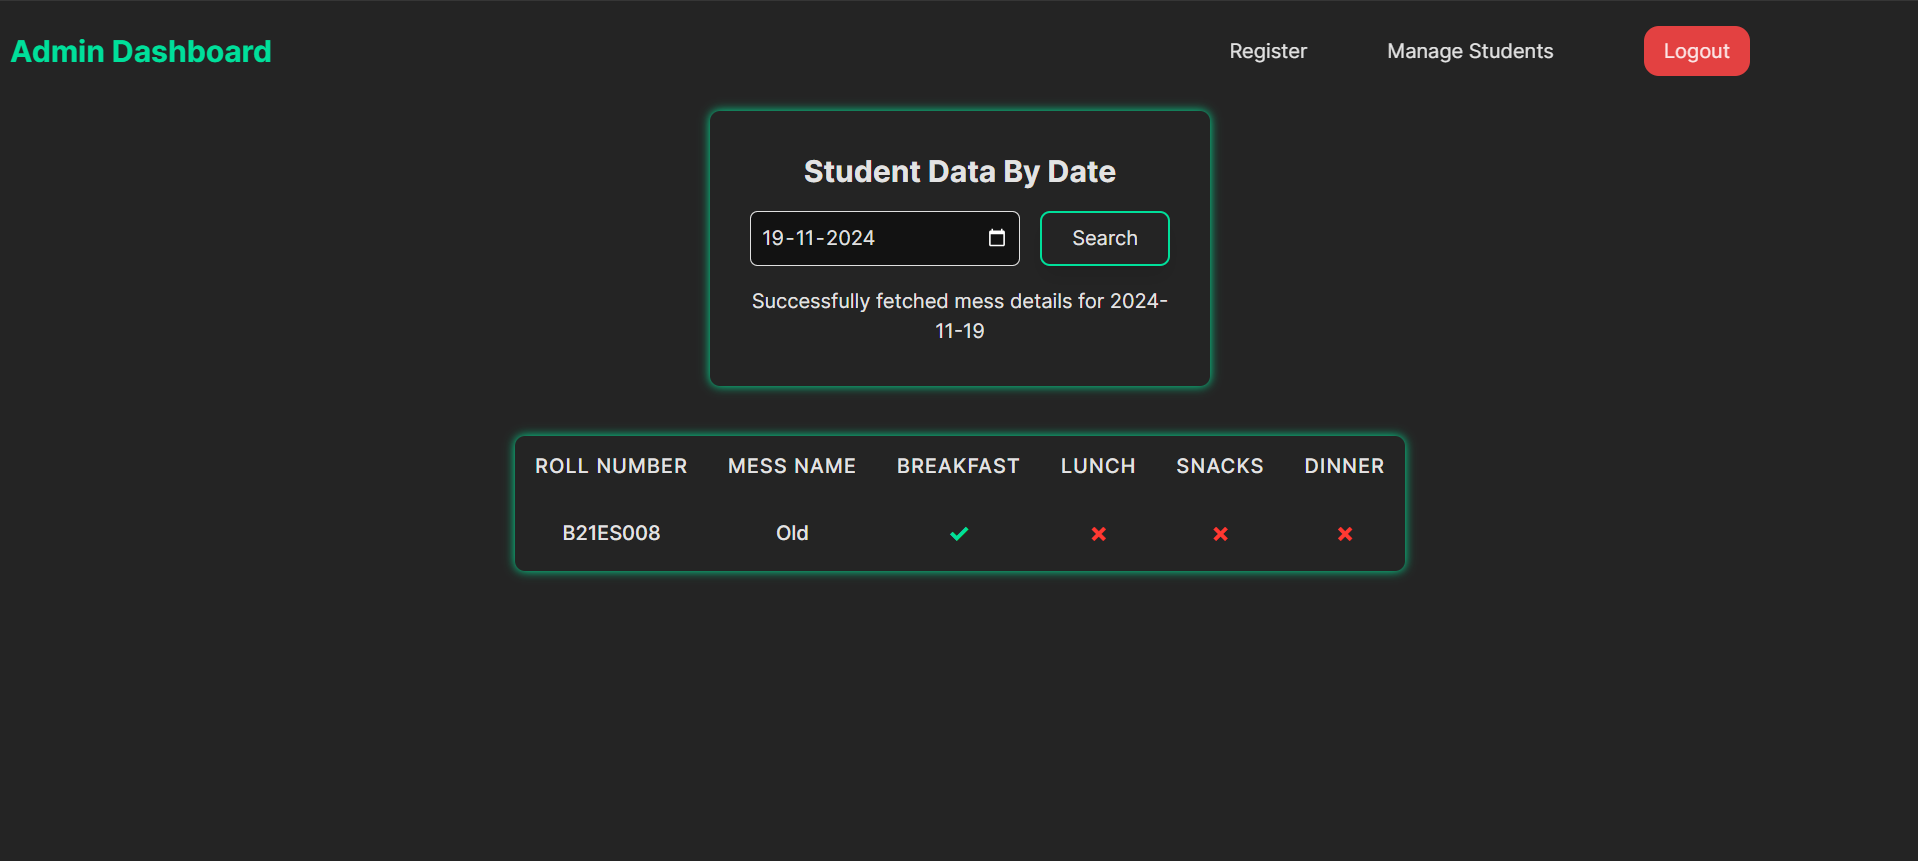 Admin Dashboard Register Manage Students Logout
Student Data By Date
19-11-2024 Search
Successfully fetched mess details for 2024-
11-19
ROLL NUMBER MESS NAME BREAKFAST LUNCH SNACKS DINNER
B21ES008 Old